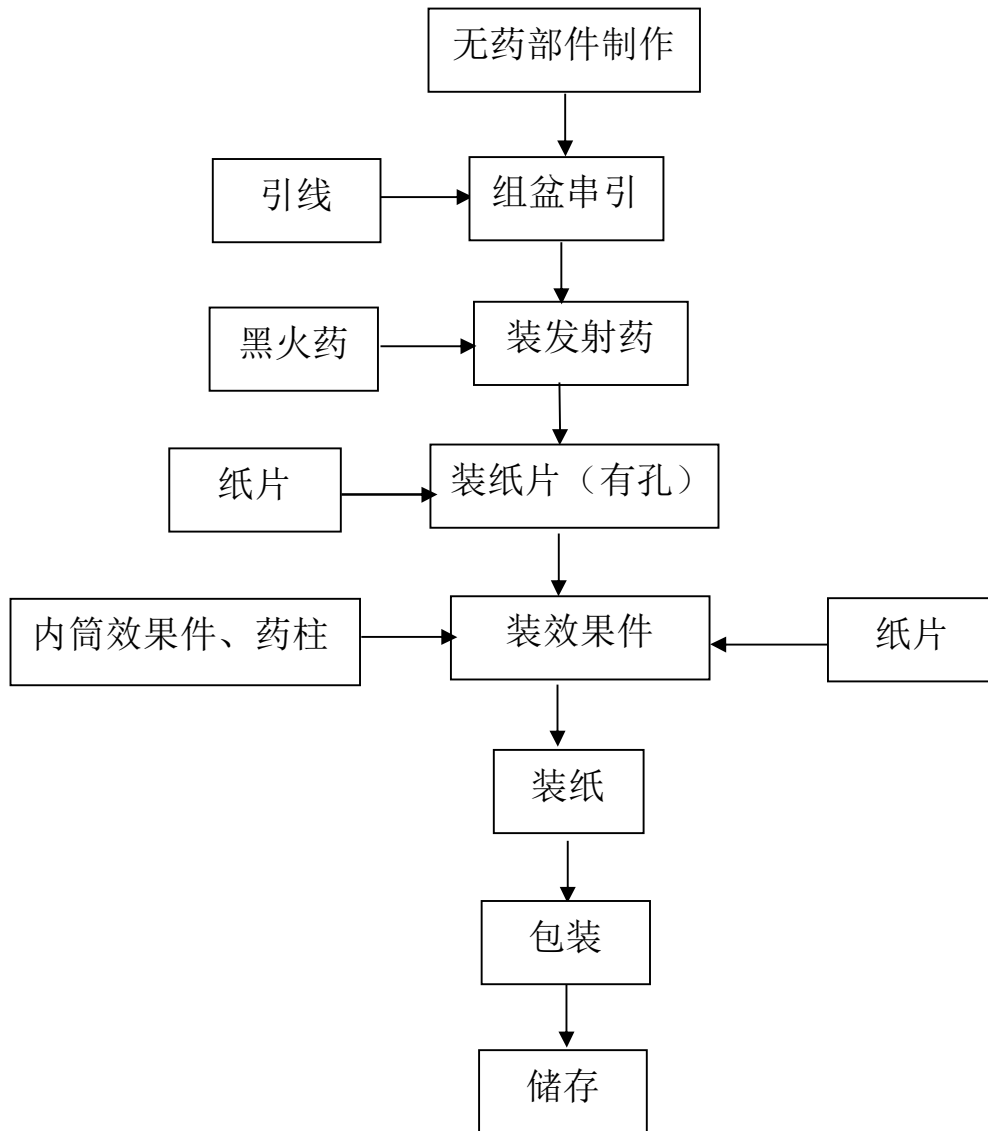 无药部件制作
引线
组盆串引
黑火药
装发射药
纸片
装纸片（有孔）
内筒效果件、药柱
装效果件
纸片
装纸
包装
储存